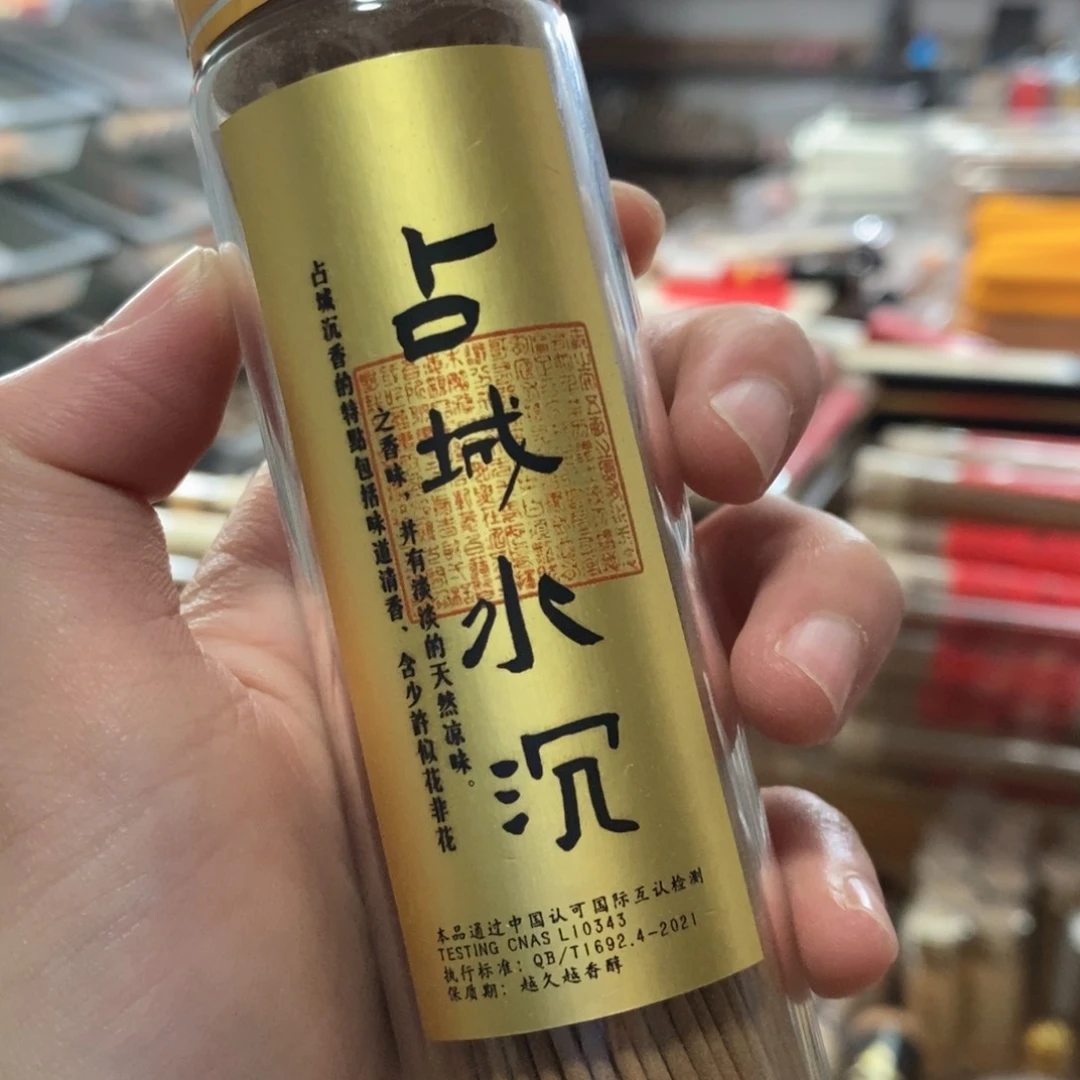 占城水沉
占城沉香的特點包括味道清香、含少許似花非花
之香味，并有淡淡的天然凉味。
本品通过中国认可国际互认检测
TESTING CNAS L10343
执行标准：QB/T1692.4-2021
保质期：越久越香醇